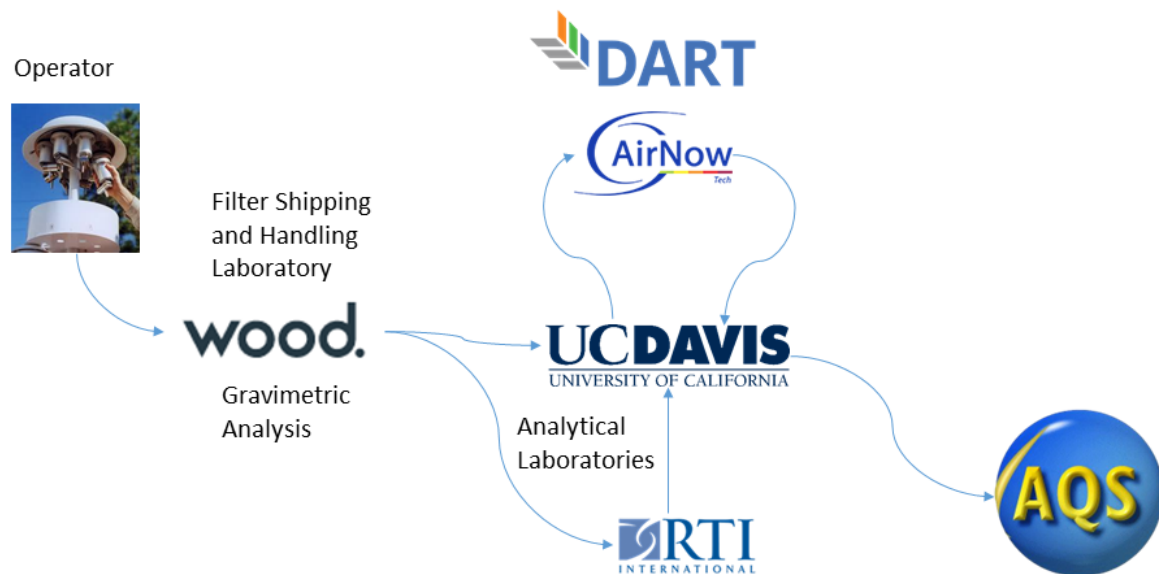 Operator
DART
AirNow
Tech
Filter Shipping
and Handling
Laboratory
wood.
Gravimetric
Analysis
UCDAVIS
UNIVERSITY OF CALIFORNIA
Analytical
Laboratories
RTI
INTERNATIONAL
AQS